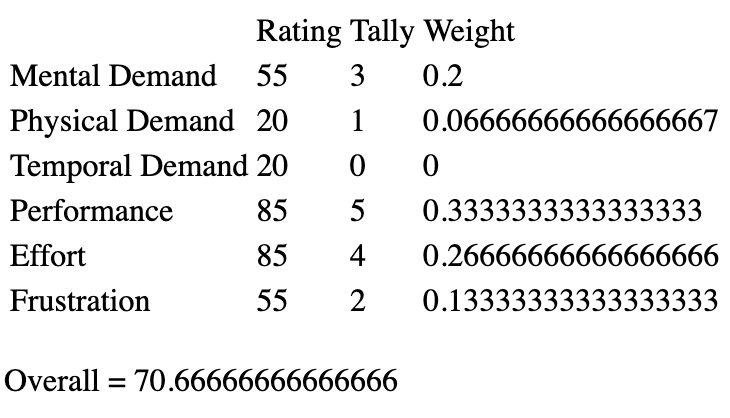 Rating Tally Weight
Mental Demand 55 3 0.2
Physical Demand 20 1 0.06666666666666667
Temporal Demand 20 0 0
Performance 85 5 0.3333333333333333
Effort 85 4 0.26666666666666666
Frustration 55 2 0.13333333333333333
Overall = 70.66666666666666